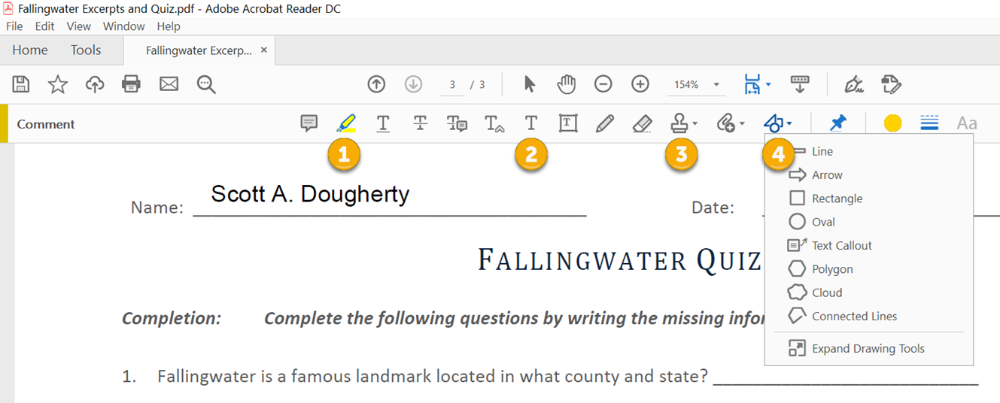 Fallingwater Excerpts and Quiz.pdf - Adobe Acrobat Reader DC
File Edit View Window Help
Home Tools Fallingwater Excerp... ×
3 / 3 154%
Comment T T T T T T Aa
1 2 3 4
Line
Arrow
Rectangle
Oval
Text Callout
Polygon
Cloud
Connected Lines
Expand Drawing Tools
Name: Scott A. Dougherty Date:
FALLINGWATER QUIZ
Completion: Complete the following questions by writing the missing infor
1. Fallingwater is a famous landmark located in what county and state?